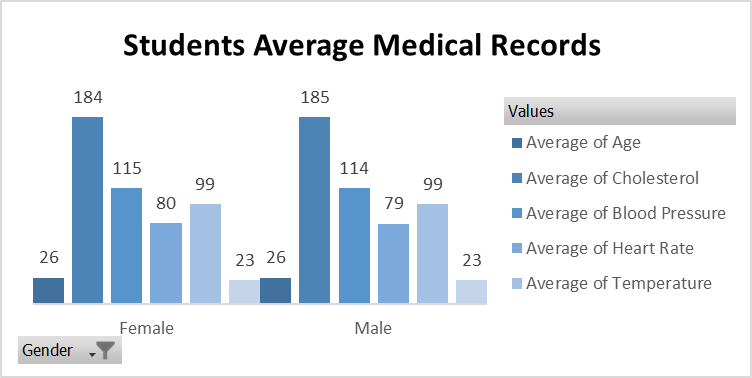 Students Average Medical Records
184
185
115
114
80
99
79
99
26
23
26
23
Female
Male
Gender
Values
Average of Age
Average of Cholesterol
Average of Blood Pressure
Average of Heart Rate
Average of Temperature